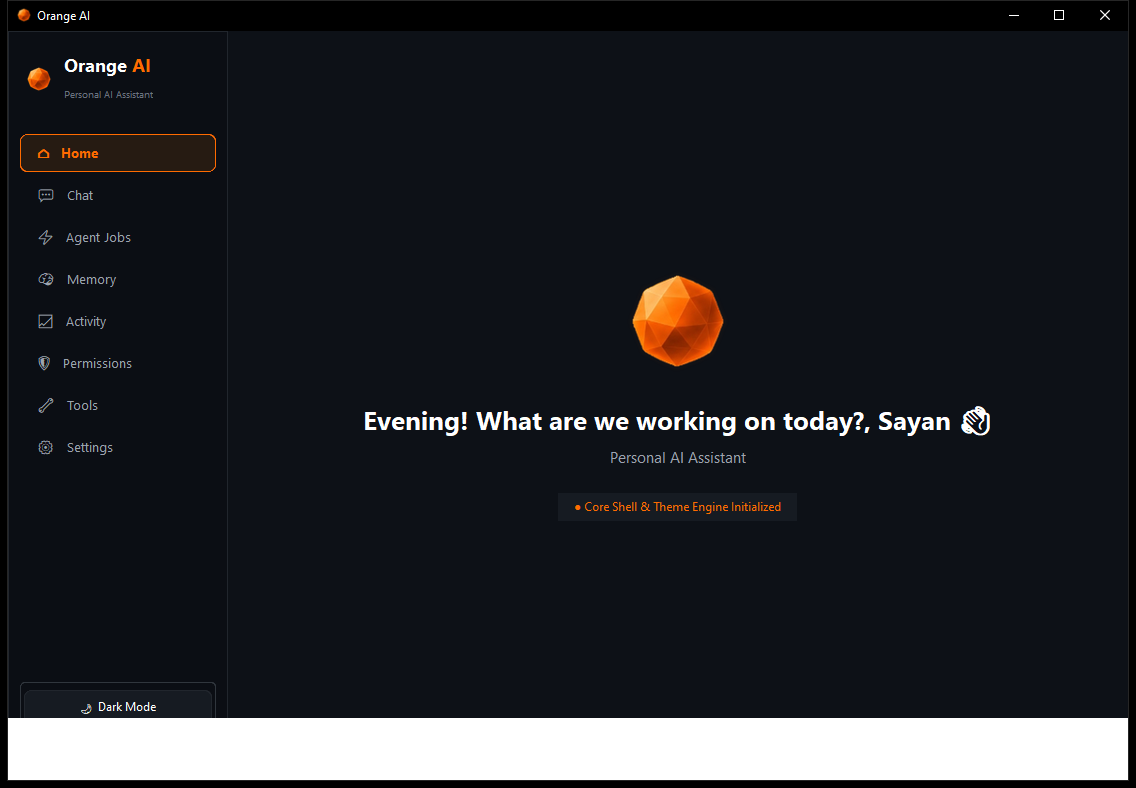 Orange AI
Orange AI
Personal AI Assistant
Home
Chat
Agent Jobs
Memory
Activity
Permissions
Tools
Settings
Evening! What are we working on today?, Sayan 👋
Personal AI Assistant
● Core Shell & Theme Engine Initialized
🌙 Dark Mode